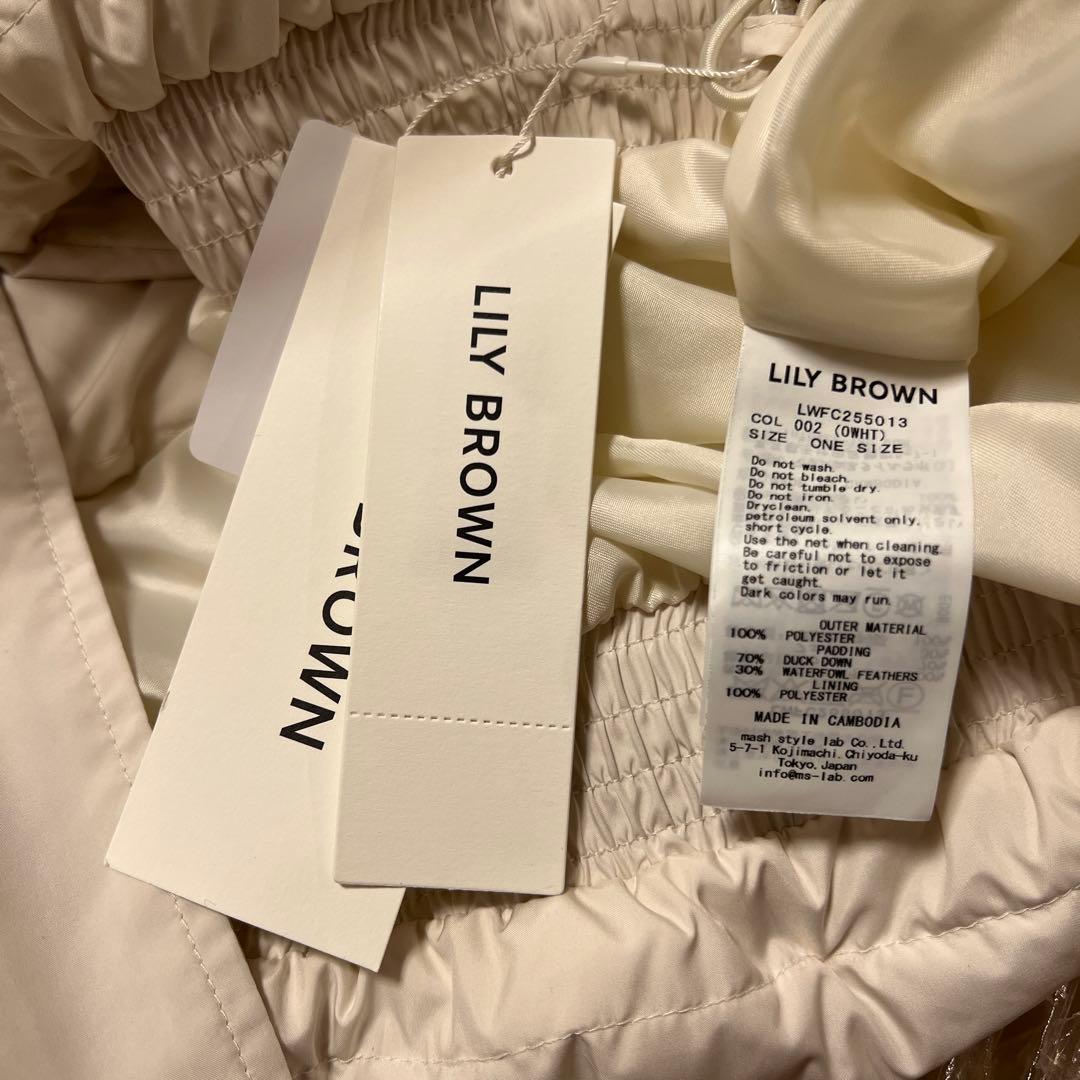 LILY BROWN
BROWN
LILY BROWN
LWFC255013
COL 002 (OWHT)
SIZE ONE SIZE
Do not wash.
Do not bleach.
Do not tumble dry.
Do not iron.
Dryclean.
petroleum solvent only.
short cycle.
Use the net when cleaning.
Be careful not to expose
to friction or let it
get caught.
Dark colors may run.
OUTER MATERIAL
100% POLYESTER
PADDING
70% DUCK DOWN
30% WATERFOWL FEATHERS
LINING
100% POLYESTER
MADE IN CAMBODIA
mash style lab Co., Ltd.
5-7-1 Kojimachi, Chiyoda-ku
Tokyo, Japan
info@ms-lab.com